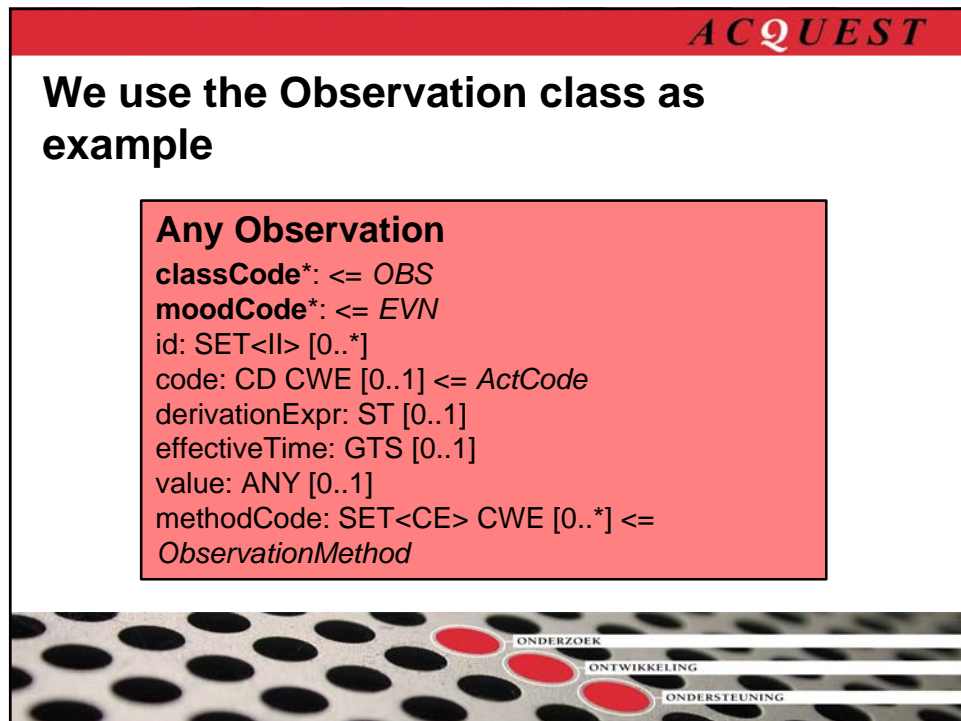 ACQUEST
We use the Observation class as
example
Any Observation
classCode*: <= OBS
moodCode*: <= EVN
id: SET<II> [0..*]
code: CD CWE [0..1] <= ActCode
derivationExpr: ST [0..1]
effectiveTime: GTS [0..1]
value: ANY [0..1]
methodCode: SET<CE> CWE [0..*] <=
ObservationMethod
ONDERZOEK
ONTWIKKELING
ONDERSTEUNING